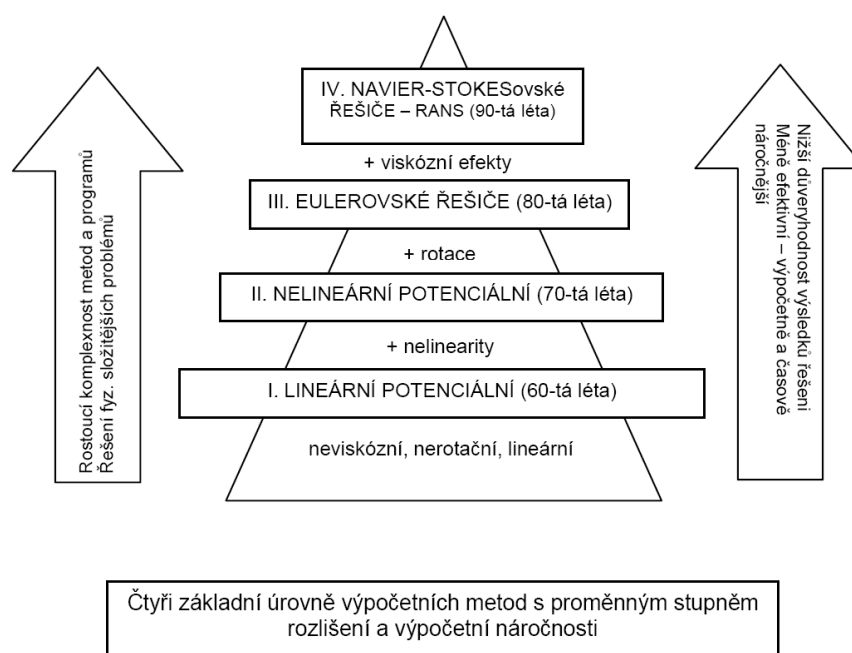 IV. NAVIER-STOKESovské
ŘEŠIČE – RANS (90-tá léta)
+ viskózní efekty
III. EULEROVSKÉ ŘEŠIČE (80-tá léta)
+ rotace
II. NELINEÁRNÍ POTENCIÁLNÍ (70-tá léta)
+ nelinearity
I. LINEÁRNÍ POTENCIÁLNÍ (60-tá léta)
neviskózní, nerotační, lineární
Rostoucí komplexnost metod a programů
Řešení fyz. složitějších problémů
Nižší důveryhodnost výsledků řešeni
Méně efektivní – výpočetně a časově
náročnější
Čtyři základní úrovně výpočetních metod s proměnným stupněm
rozlišení a výpočetní náročnosti